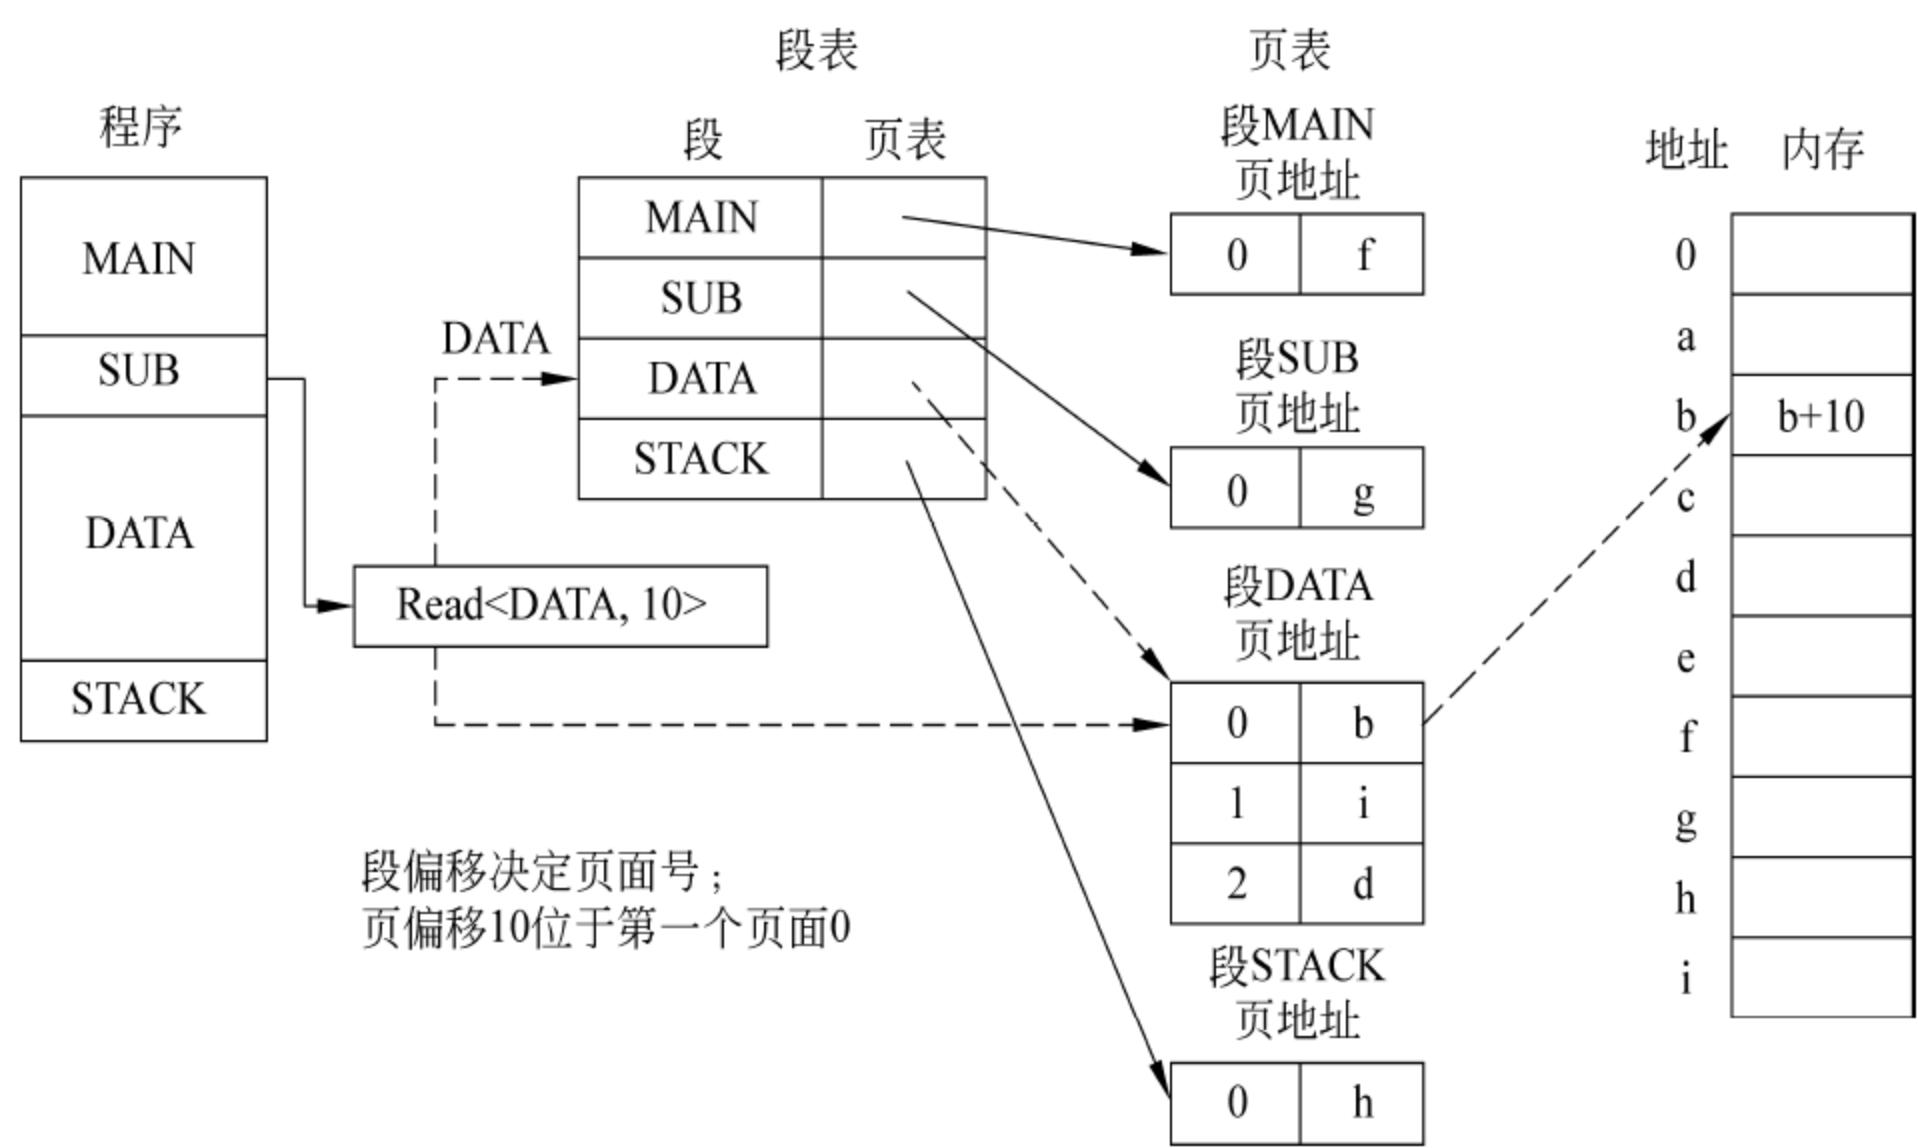 程序
MAIN
SUB
DATA
STACK
Read<DATA, 10>
DATA
段表
段 页表
MAIN
SUB
DATA
STACK
页表
段MAIN
页地址
0 f
段SUB
页地址
0 g
段DATA
页地址
0 b
1 i
2 d
段STACK
页地址
0 h
地址 内存
0
a
b b+10
c
d
e
f
g
h
i
段偏移决定页面号；
页偏移10位于第一个页面0